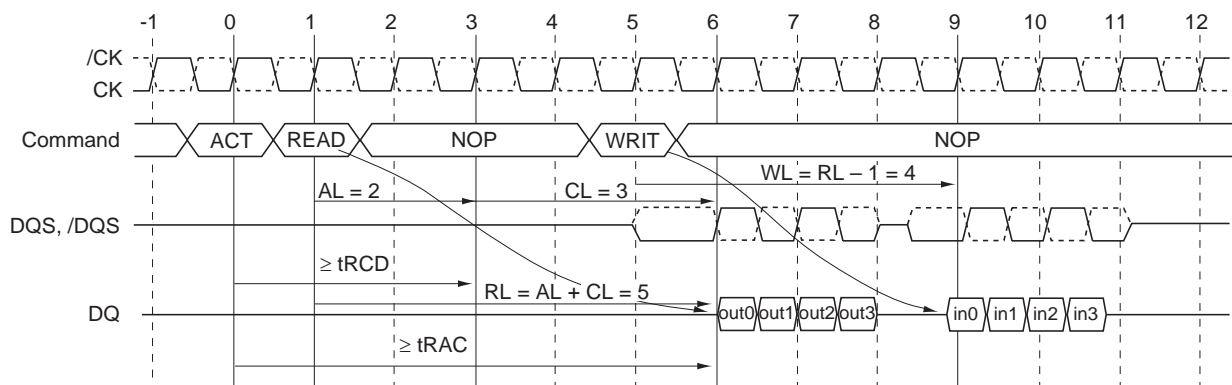 -1 0 1 2 3 4 5 6 7 8 9 10 11 12
/CK
CK
Command ACT READ NOP WRIT NOP
WL = RL – 1 = 4
AL = 2 CL = 3
DQS, /DQS
≥ tRCD
RL = AL + CL = 5
DQ out0 out1 out2 out3 in0 in1 in2 in3
≥ tRAC